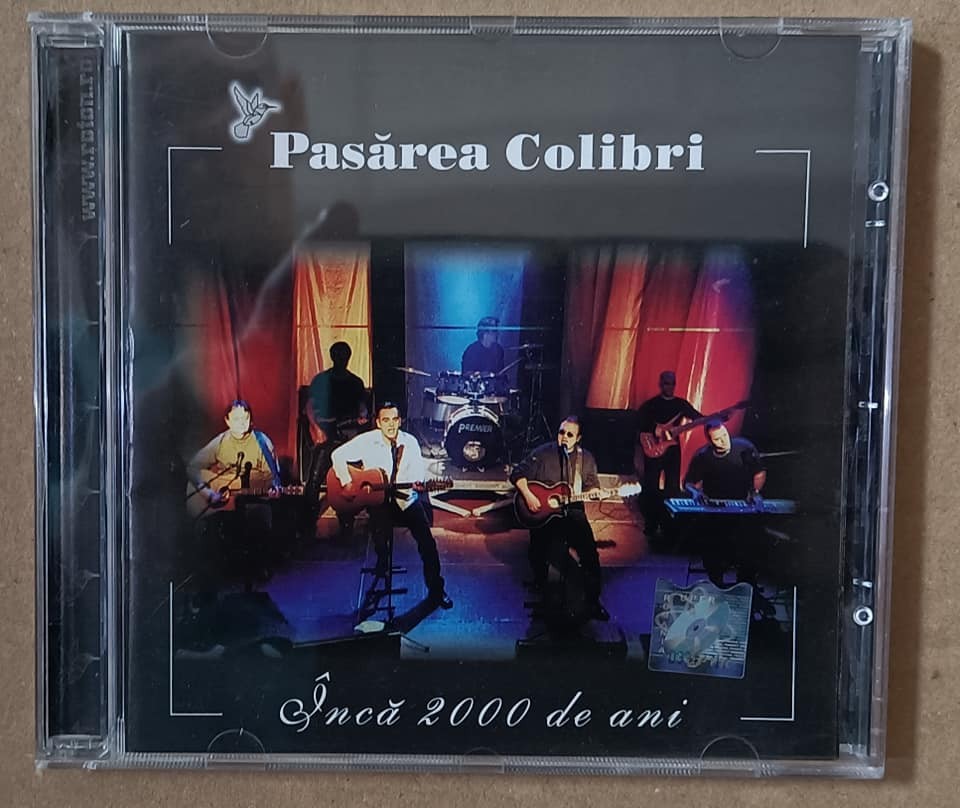 www.roton.ro
Pasărea Colibri
PREMIER
Încă 2000 de ani